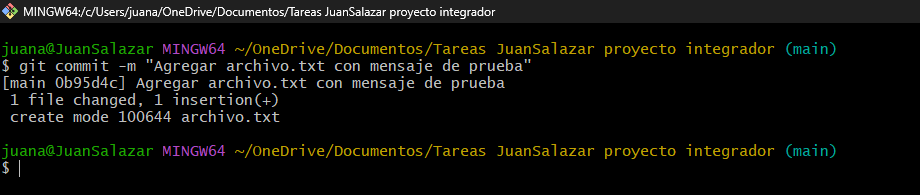 MINGW64:/c/Users/juana/OneDrive/Documentos/Tareas JuanSalazar proyecto integrador
juana@JuanSalazar MINGW64 ~/OneDrive/Documentos/Tareas JuanSalazar proyecto integrador (main)
$ git commit -m "Agregar archivo.txt con mensaje de prueba"
[main 0b95d4c] Agregar archivo.txt con mensaje de prueba
 1 file changed, 1 insertion(+)
 create mode 100644 archivo.txt
juana@JuanSalazar MINGW64 ~/OneDrive/Documentos/Tareas JuanSalazar proyecto integrador (main)
$